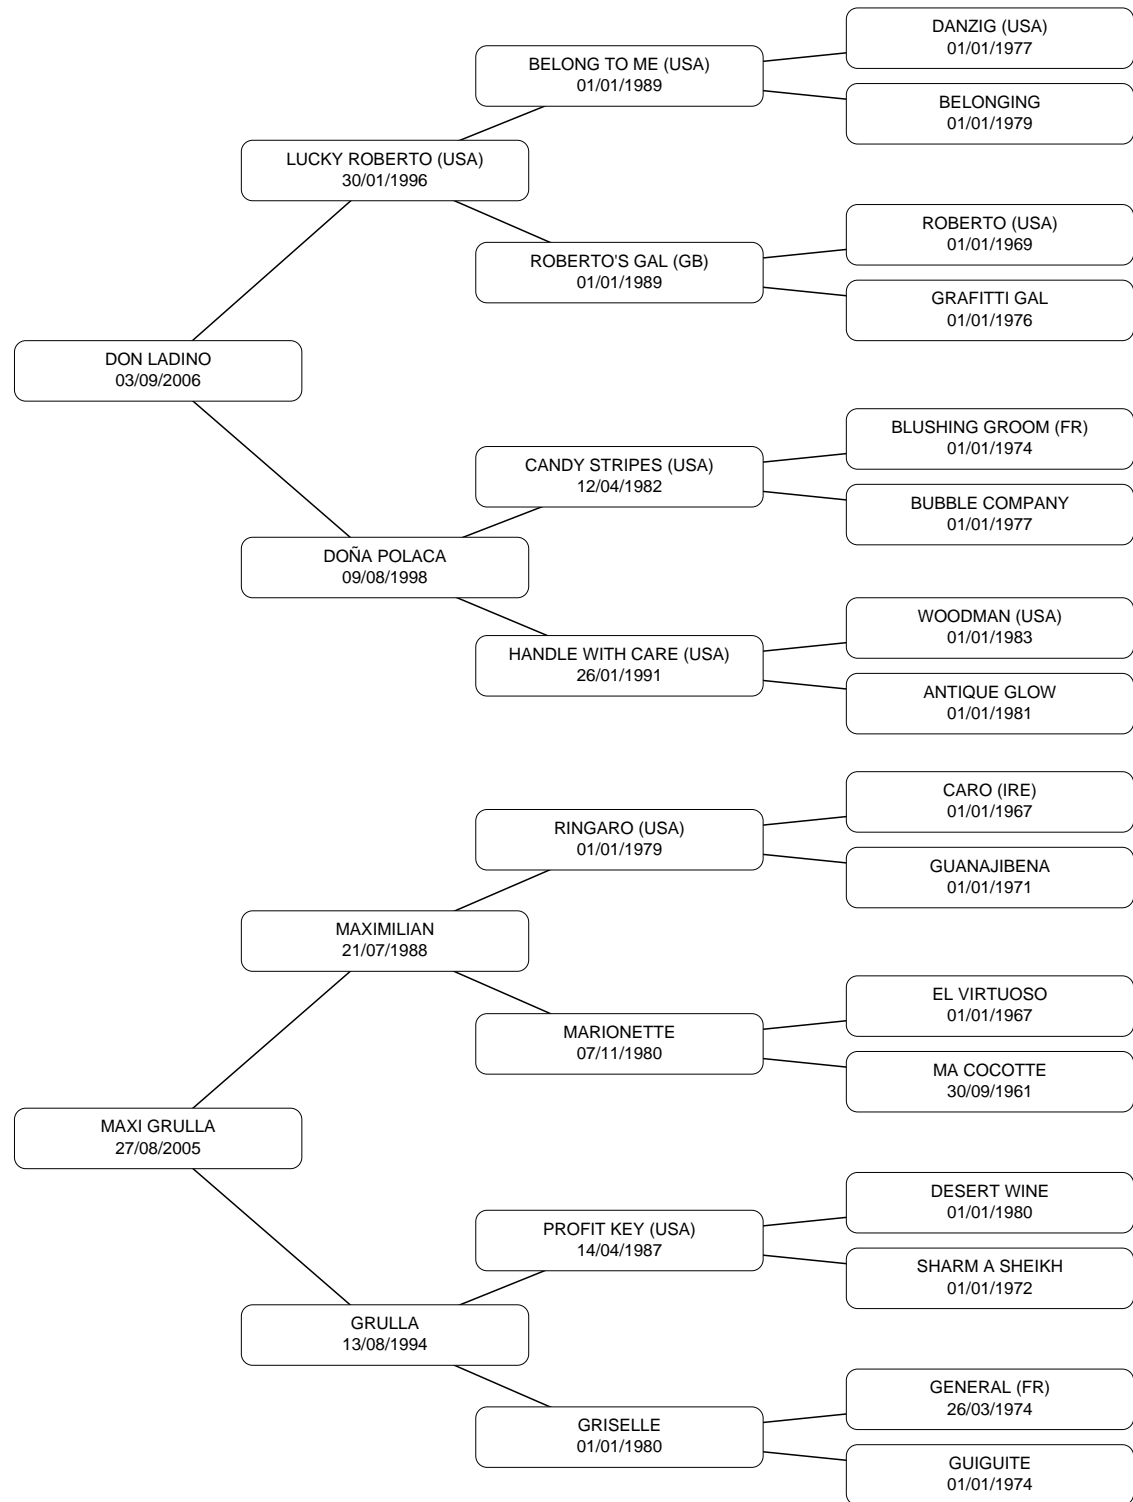 DANZIG (USA)
01/01/1977
BELONG TO ME (USA)
01/01/1989
BELONGING
01/01/1979
LUCKY ROBERTO (USA)
30/01/1996
ROBERTO (USA)
01/01/1969
ROBERTO'S GAL (GB)
01/01/1989
GRAFITTI GAL
01/01/1976
DON LADINO
03/09/2006
BLUSHING GROOM (FR)
01/01/1974
CANDY STRIPES (USA)
12/04/1982
BUBBLE COMPANY
01/01/1977
DOÑA POLACA
09/08/1998
WOODMAN (USA)
01/01/1983
HANDLE WITH CARE (USA)
26/01/1991
ANTIQUE GLOW
01/01/1981
CARO (IRE)
01/01/1967
RINGARO (USA)
01/01/1979
GUANAJIBENA
01/01/1971
MAXIMILIAN
21/07/1988
EL VIRTUOSO
01/01/1967
MARIONETTE
07/11/1980
MA COCOTTE
30/09/1961
MAXI GRULLA
27/08/2005
DESERT WINE
01/01/1980
PROFIT KEY (USA)
14/04/1987
SHARM A SHEIKH
01/01/1972
GRULLA
13/08/1994
GENERAL (FR)
26/03/1974
GRISELLE
01/01/1980
GUIGUITE
01/01/1974